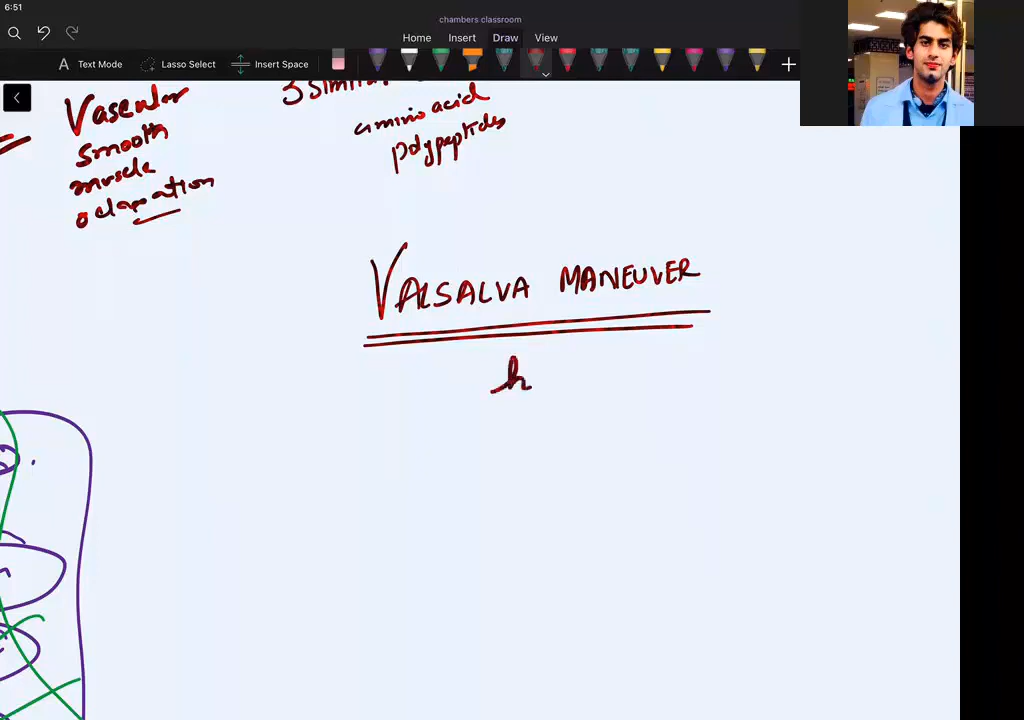 6:51
chambers classroom
Home Insert Draw View
A Text Mode Lasso Select Insert Space
Vascular
smooth
muscle
3
amino acid
polypeptides
VALSALVA MANEUVER
h